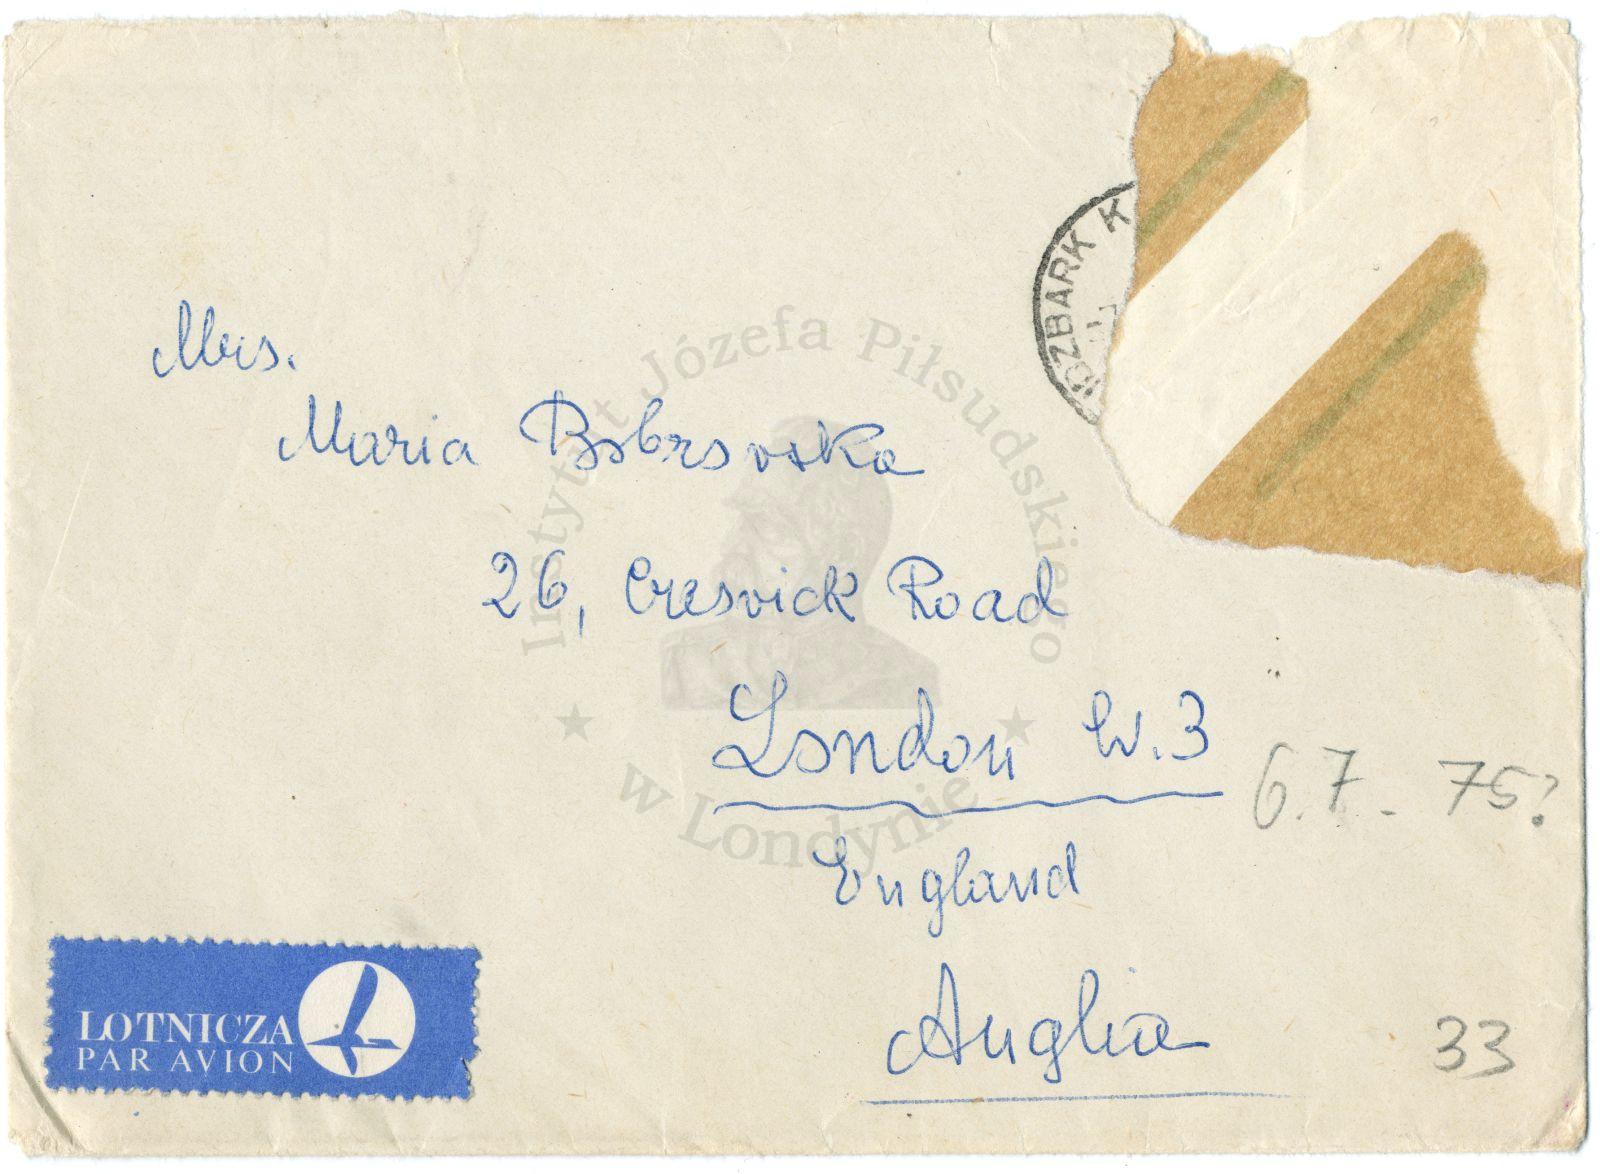 IDZBARK K
Mrs.
Maria Bobrowska
26, Creswick Road
London W.3
6.7. 75?
England
Anglia
33
LOTNICZA
PAR AVION
Instytut Józefa Piłsudskiego
w Londynie